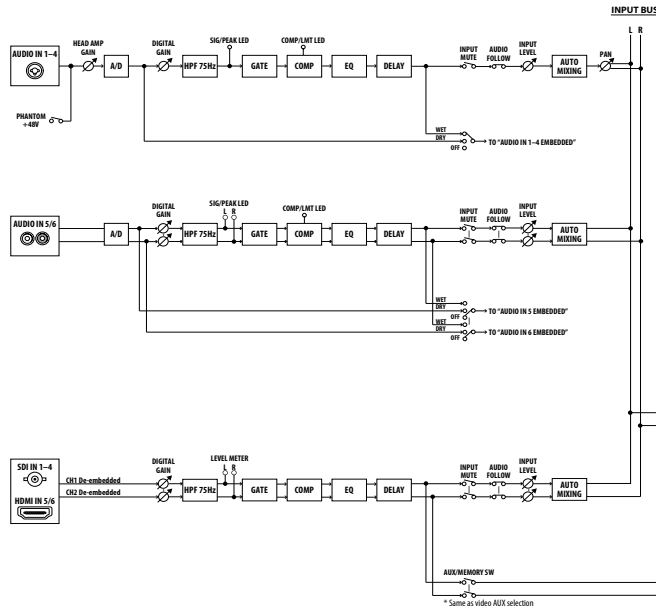 INPUT BUS
L R
AUDIO IN 1–4
HEAD AMP
GAIN
A/D
DIGITAL
GAIN
HPF 75Hz
SIG/PEAK LED
GATE
COMP/LMT LED
COMP
EQ
DELAY
INPUT
MUTE
AUDIO
FOLLOW
INPUT
LEVEL
AUTO
MIXING
PAN
PHANTOM
+48V
WET
DRY
OFF
TO "AUDIO IN 1–4 EMBEDDED"
AUDIO IN 5/6
A/D
DIGITAL
GAIN
HPF 75Hz
SIG/PEAK LED
L R
GATE
COMP/LMT LED
COMP
EQ
DELAY
INPUT
MUTE
AUDIO
FOLLOW
INPUT
LEVEL
AUTO
MIXING
WET
DRY
OFF
TO "AUDIO IN 5 EMBEDDED"
WET
DRY
OFF
TO "AUDIO IN 6 EMBEDDED"
SDI IN 1–4
HDMI IN 5/6
CH1 De-embedded
CH2 De-embedded
DIGITAL
GAIN
HPF 75Hz
LEVEL METER
L R
GATE
COMP
EQ
DELAY
INPUT
MUTE
AUDIO
FOLLOW
INPUT
LEVEL
AUTO
MIXING
AUX/MEMORY SW
* Same as video AUX selection